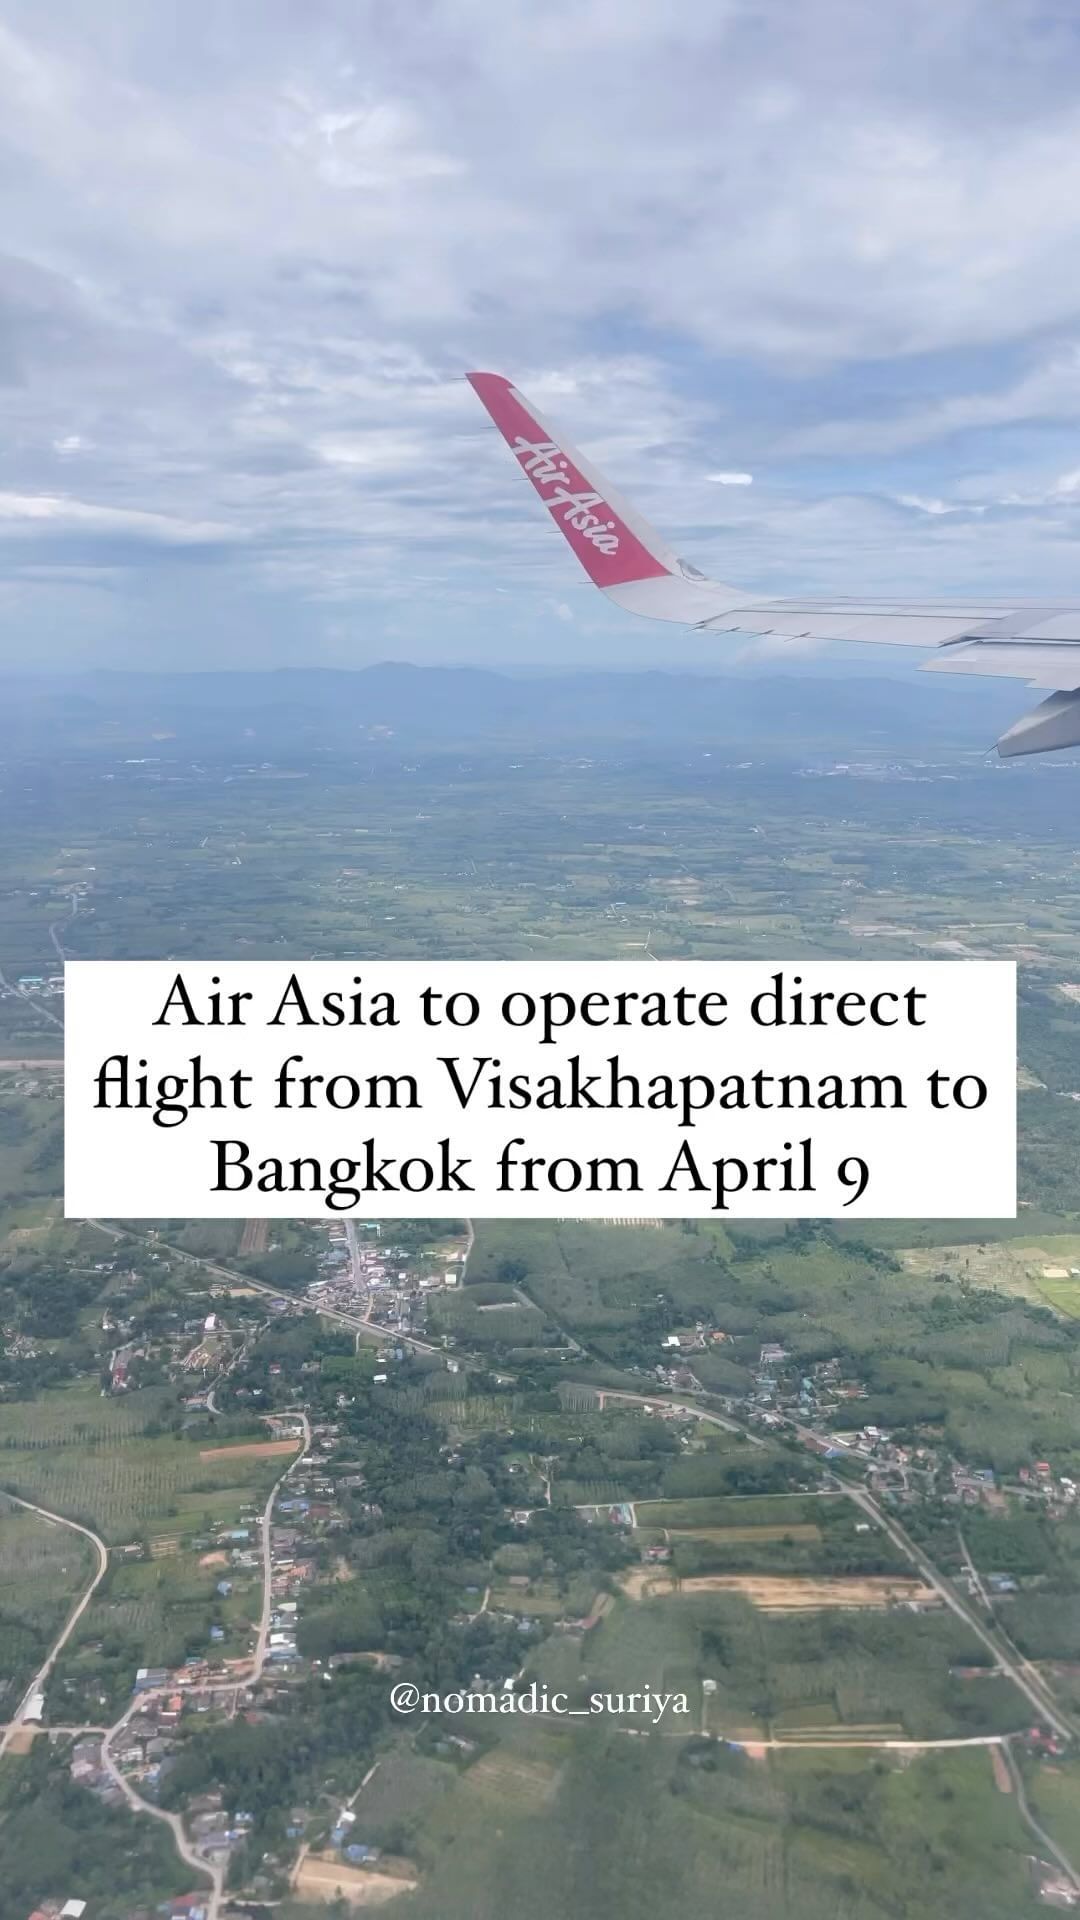 Air Asia
Air Asia to operate direct
flight from Visakhapatnam to
Bangkok from April 9
@nomadic_suriya